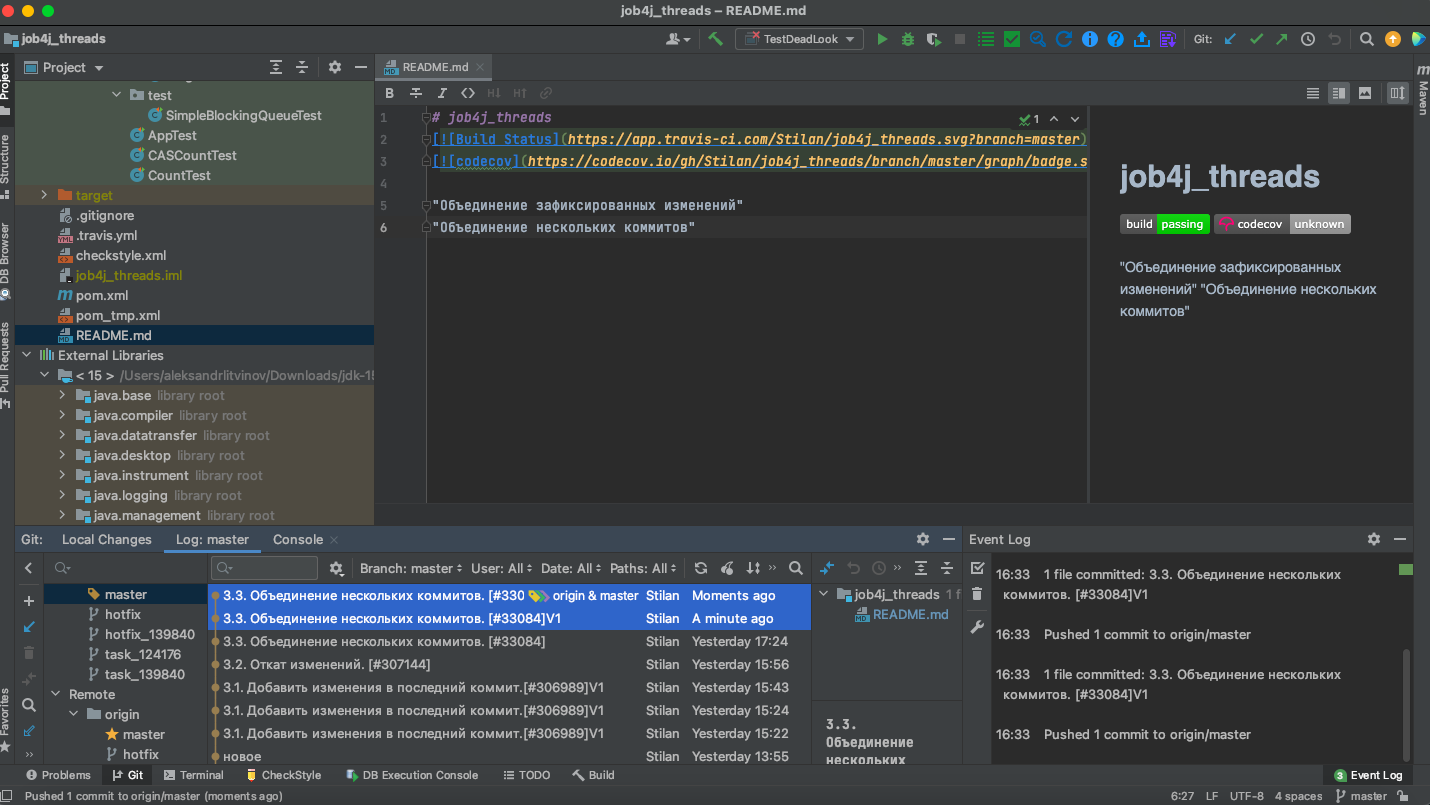 job4j_threads – README.md
job4j_threads
TestDeadLook
Git:
Project
README.md
Project
Structure
DB Browser
Pull Requests
Favorites
Maven
test
SimpleBlockingQueueTest
AppTest
CASCountTest
CountTest
target
.gitignore
.travis.yml
checkstyle.xml
job4j_threads.iml
pom.xml
pom_tmp.xml
README.md
External Libraries
< 15 > /Users/aleksandrlitvinov/Downloads/jdk-15
java.base library root
java.compiler library root
java.datatransfer library root
java.desktop library root
java.instrument library root
java.logging library root
java.management library root
1 # job4j_threads
2 [![Build Status](https://app.travis-ci.com/Stilan/job4j_threads.svg?branch=master)
3 [![codecov](https://codecov.io/gh/Stilan/job4j_threads/branch/master/graph/badge.s
4
5 "Объединение зафиксированных изменений"
6 "Объединение нескольких коммитов"
1
job4j_threads
build passing codecov unknown
"Объединение зафиксированных
изменений" "Объединение нескольких
коммитов"
Git: Local Changes Log: master Console
Branch: master User: All Date: All Paths: All
master
hotfix
hotfix_139840
task_124176
task_139840
Remote
origin
master
hotfix
3.3. Объединение нескольких коммитов. [#330 origin & master Stilan Moments ago
3.3. Объединение нескольких коммитов. [#33084]V1 Stilan A minute ago
3.3. Объединение нескольких коммитов. [#33084] Stilan Yesterday 17:24
3.2. Откат изменений. [#307144] Stilan Yesterday 15:56
3.1. Добавить изменения в последний коммит.[#306989]V1 Stilan Yesterday 15:43
3.1. Добавить изменения в последний коммит.[#306989]V1 Stilan Yesterday 15:24
3.1. Добавить изменения в последний коммит.[#306989]V1 Stilan Yesterday 15:22
новое Stilan Yesterday 13:55
job4j_threads 1 f
README.md
3.3.
Объединение
нескольких
Event Log
16:33 1 file committed: 3.3. Объединение нескольких
коммитов. [#33084]V1
16:33 Pushed 1 commit to origin/master
16:33 1 file committed: 3.3. Объединение нескольких
коммитов. [#33084]V1
16:33 Pushed 1 commit to origin/master
Problems Git Terminal CheckStyle DB Execution Console TODO Build 3 Event Log
Pushed 1 commit to origin/master (moments ago) 6:27 LF UTF-8 4 spaces master